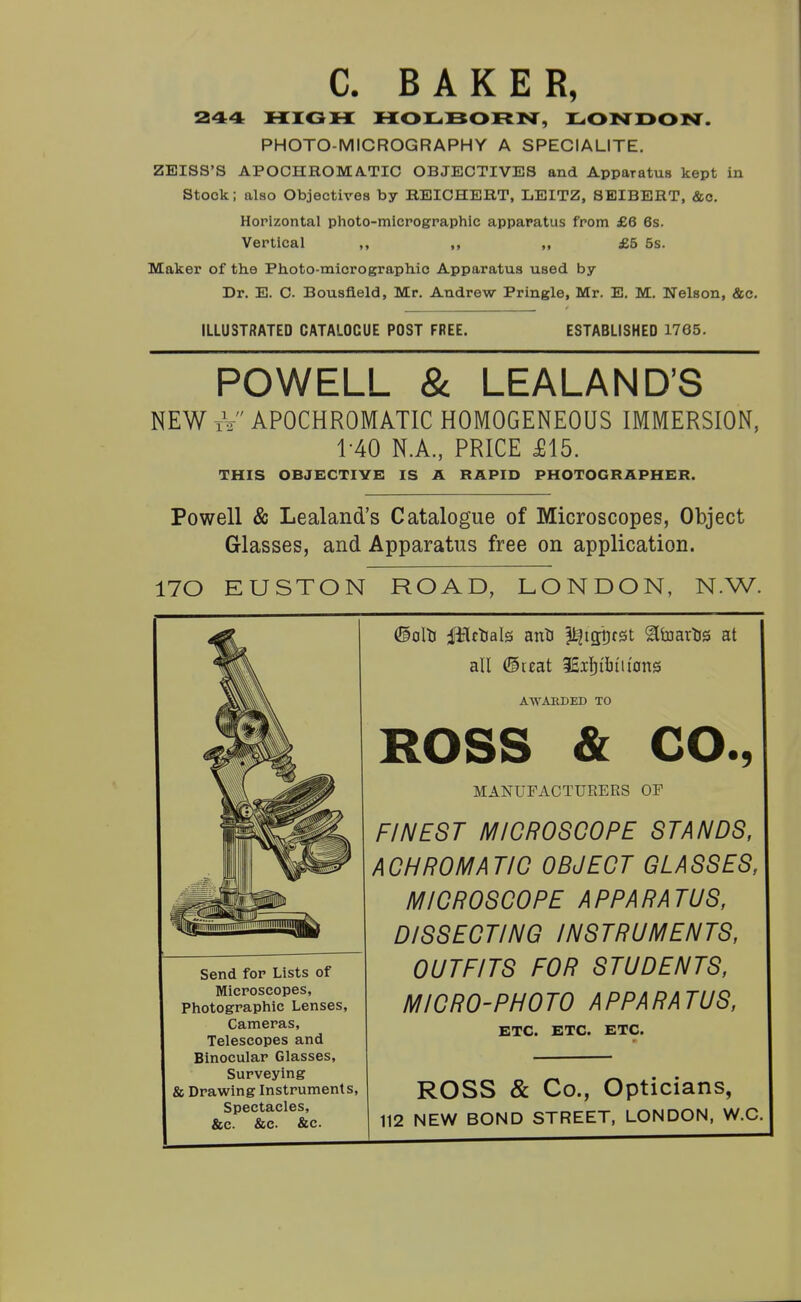 C. BAKER,
244 HIGH HOLBORN, LONDON.
PHOTO-MICROGRAPHY A SPECIALITE.
ZEISS'S APOCHROMATIC OBJECTIVES and Apparatus kept in
Stock; also Objectives by REICHERT, LEITZ, SEIBERT, &c.
Horizontal photo-micrographic apparatus from £6 6s.
Vertical ,, ,, ,, £5 5s.
Maker of the Photo-micrographic Apparatus used by
Dr. E. C. Bousfield, Mr. Andrew Pringle, Mr. E. M. Nelson, &c.
ILLUSTRATED CATALOGUE POST FREE. ESTABLISHED 1765.
POWELL & LEALAND'S
NEW 1/12" APOCHROMATIC HOMOGENEOUS IMMERSION,
1·40 N.A., PRICE £15.
THIS OBJECTIVE IS A RAPID PHOTOGRAPHER.
Powell & Lealand's Catalogue of Microscopes, Object
Glasses, and Apparatus free on application.
170 EUSTON ROAD, LONDON, N.W.
Send for Lists of
Microscopes,
Photographic Lenses,
Cameras,
Telescopes and
Binocular Glasses,
Surveying
& Drawing Instruments,
Spectacles,
&c. &c. &c.
Gold Medals and Highest Awards at
all Great Exhibitions
AWARDED TO
ROSS & CO.,
MANUFACTURERS OF
FINEST MICROSCOPE STANDS,
ACHROMATIC OBJECT GLASSES,
MICROSCOPE APPARATUS,
DISSECTING INSTRUMENTS,
OUTFITS FOR STUDENTS,
MICRO-PHOTO APPARATUS,
ETC. ETC. ETC.
ROSS & Co., Opticians,
112 NEW BOND STREET, LONDON, W.C.